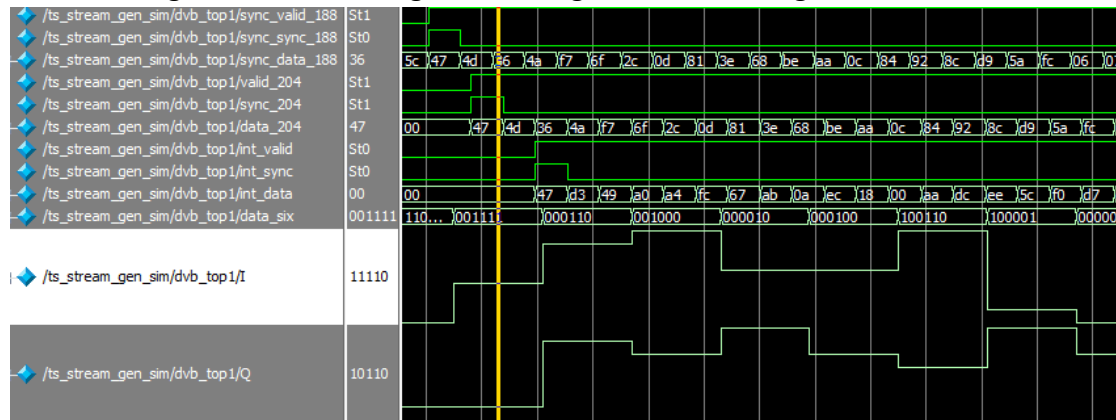 /ts_stream_gen_sim/dvb_top1/sync_valid_188 St1
/ts_stream_gen_sim/dvb_top1/sync_sync_188 St0
/ts_stream_gen_sim/dvb_top1/sync_data_188 36 5c 47 4d 36 4a f7 6f 2c 0d 81 3e 68 be aa 0c 84 92 8c d9 5a fc 06
/ts_stream_gen_sim/dvb_top1/valid_204 St1
/ts_stream_gen_sim/dvb_top1/sync_204 St1
/ts_stream_gen_sim/dvb_top1/data_204 47 00 47 4d 36 4a f7 6f 2c 0d 81 3e 68 be aa 0c 84 92 8c d9 5a fc
/ts_stream_gen_sim/dvb_top1/int_valid St0
/ts_stream_gen_sim/dvb_top1/int_sync St0
/ts_stream_gen_sim/dvb_top1/int_data 00 00 47 d3 49 a0 a4 fc 67 ab 0a ec 18 00 aa dc ee 5c f0 d7
/ts_stream_gen_sim/dvb_top1/data_six 001111 110... 001111 000110 001000 000010 000100 100110 100001 00000
/ts_stream_gen_sim/dvb_top1/I 11110
/ts_stream_gen_sim/dvb_top1/Q 10110